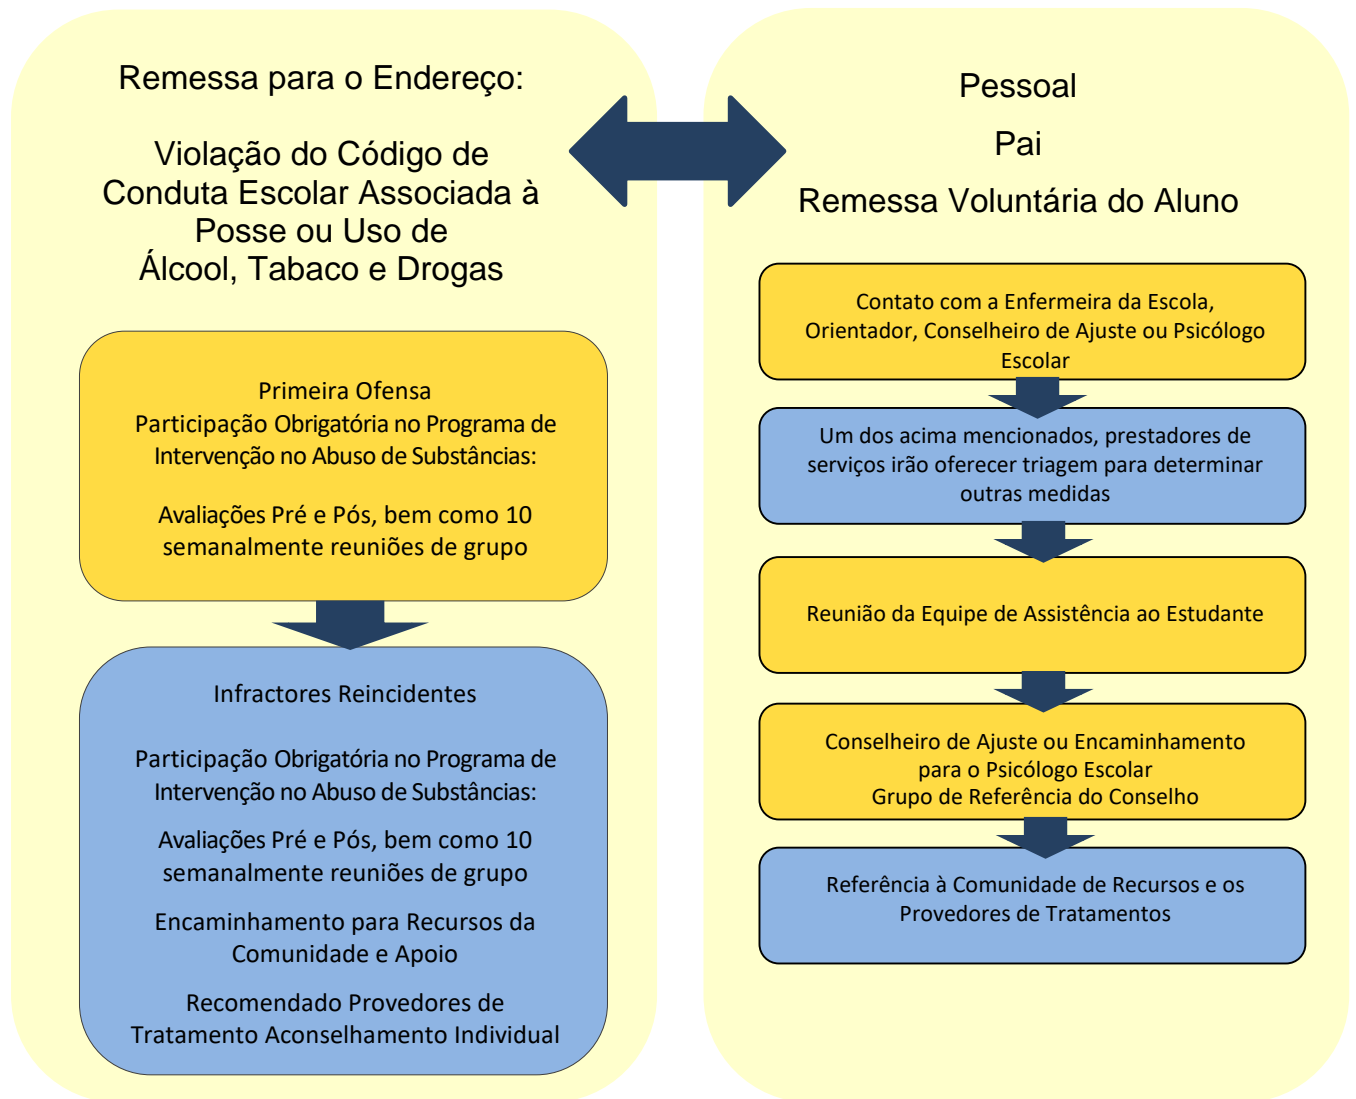 Remessa para o Endereço:
Violação do Código de
Conduta Escolar Associada à
Posse ou Uso de
Álcool, Tabaco e Drogas
Primeira Ofensa
Participação Obrigatória no Programa de
Intervenção no Abuso de Substâncias:
Avaliações Pré e Pós, bem como 10
semanalmente reuniões de grupo
Infractores Reincidentes
Participação Obrigatória no Programa de
Intervenção no Abuso de Substâncias:
Avaliações Pré e Pós, bem como 10
semanalmente reuniões de grupo
Encaminhamento para Recursos da
Comunidade e Apoio
Recomendado Provedores de
Tratamento Aconselhamento Individual
Pessoal
Pai
Remessa Voluntária do Aluno
Contato com a Enfermeira da Escola,
Orientador, Conselheiro de Ajuste ou Psicólogo
Escolar
Um dos acima mencionados, prestadores de
serviços irão oferecer triagem para determinar
outras medidas
Reunião da Equipe de Assistência ao Estudante
Conselheiro de Ajuste ou Encaminhamento
para o Psicólogo Escolar
Grupo de Referência do Conselho
Referência à Comunidade de Recursos e os
Provedores de Tratamentos